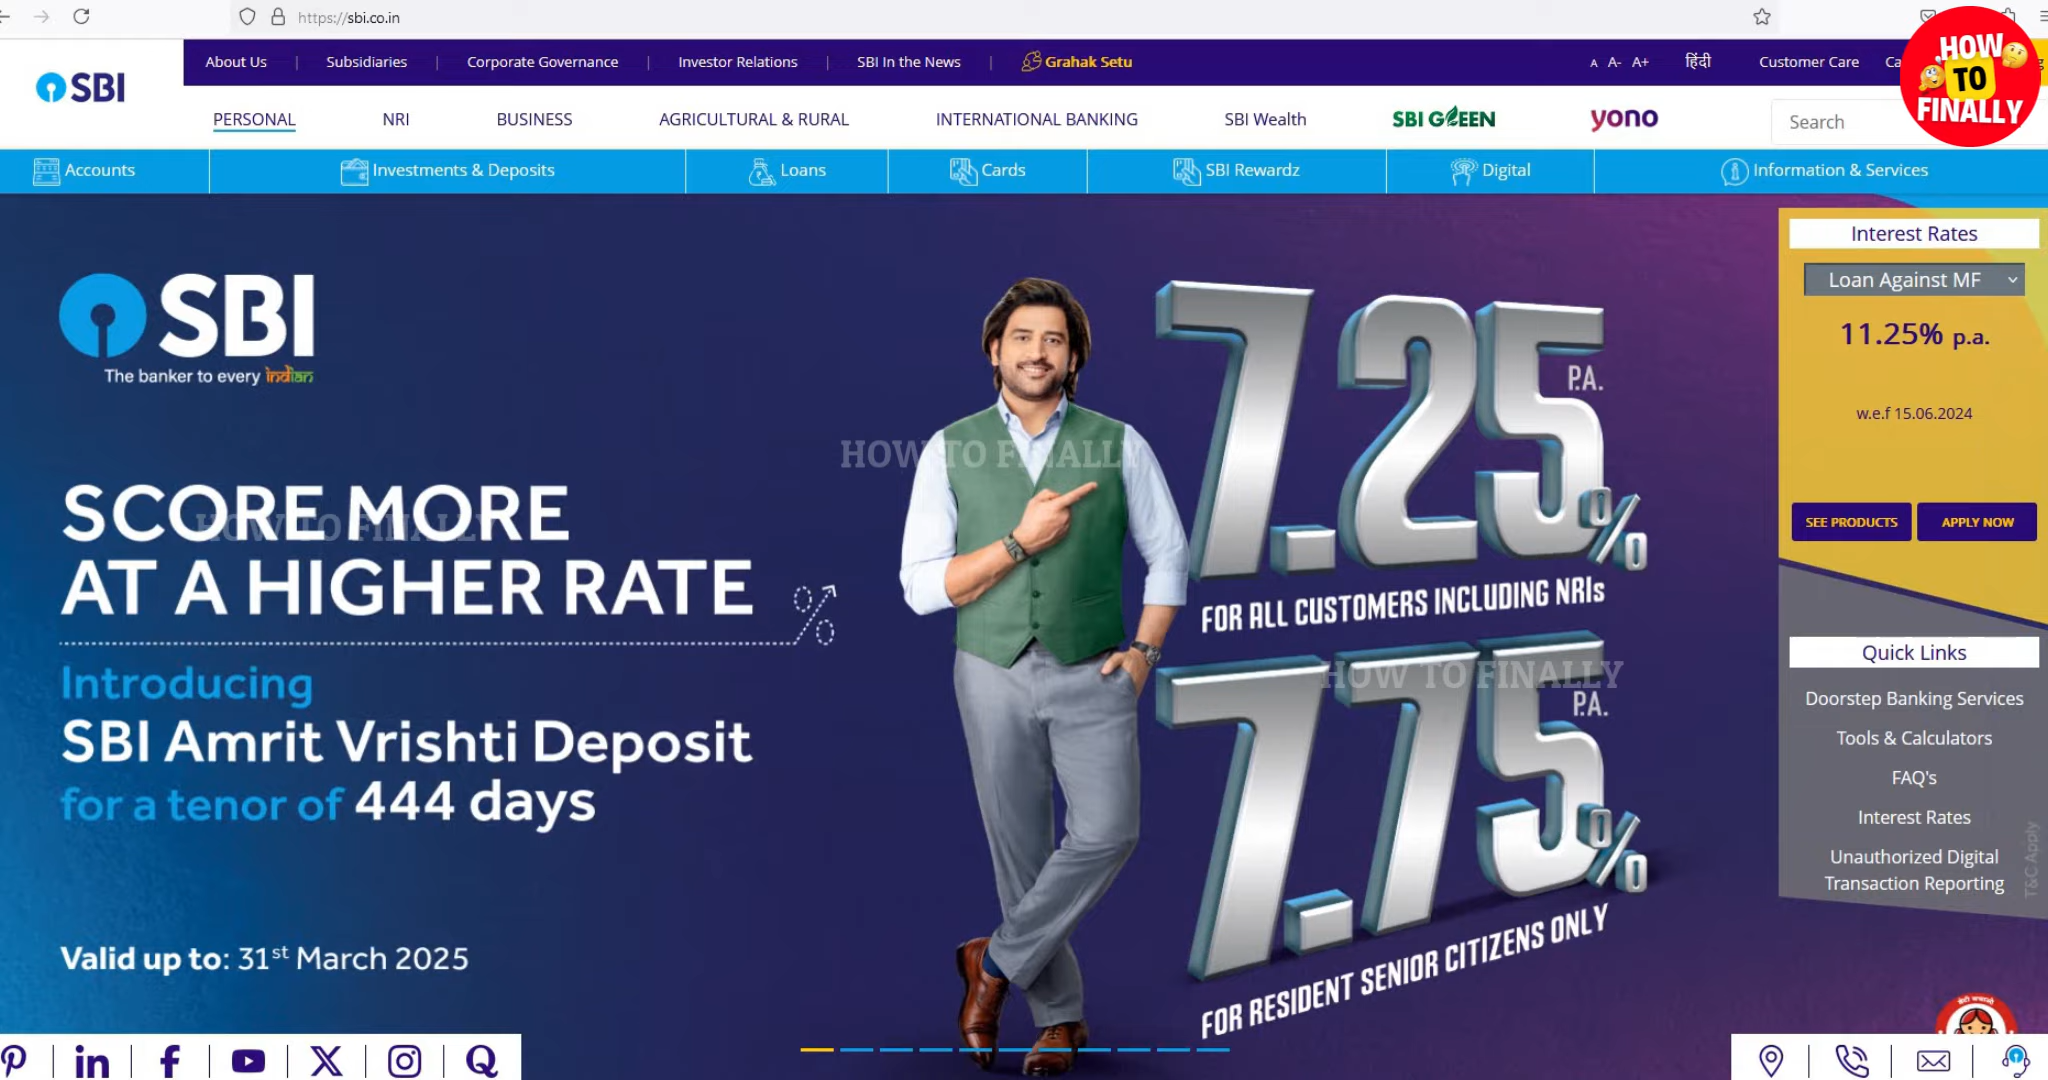 https://sbi.co.in
HOW
TO
FINALLY
About Us | Subsidiaries | Corporate Governance | Investor Relations | SBI In the News | Grahak Setu
A A- A+ हिंदी Customer Care
SBI
PERSONAL NRI BUSINESS AGRICULTURAL & RURAL INTERNATIONAL BANKING SBI Wealth SBI GREEN yono Search
Accounts Investments & Deposits Loans Cards SBI Rewardz Digital Information & Services
SBI
The banker to every indian
SCORE MORE
AT A HIGHER RATE
%
Introducing
SBI Amrit Vrishti Deposit
for a tenor of 444 days
Valid up to: 31st March 2025
7.25% P.A.
FOR ALL CUSTOMERS INCLUDING NRIs
7.75% P.A.
FOR RESIDENT SENIOR CITIZENS ONLY
HOW TO FINALLY
HOW TO FINALLY
HOW TO FINALLY
Interest Rates
Loan Against MF
11.25% p.a.
w.e.f 15.06.2024
SEE PRODUCTS APPLY NOW
Quick Links
Doorstep Banking Services
Tools & Calculators
FAQ's
Interest Rates
Unauthorized Digital
Transaction Reporting
T&C Apply